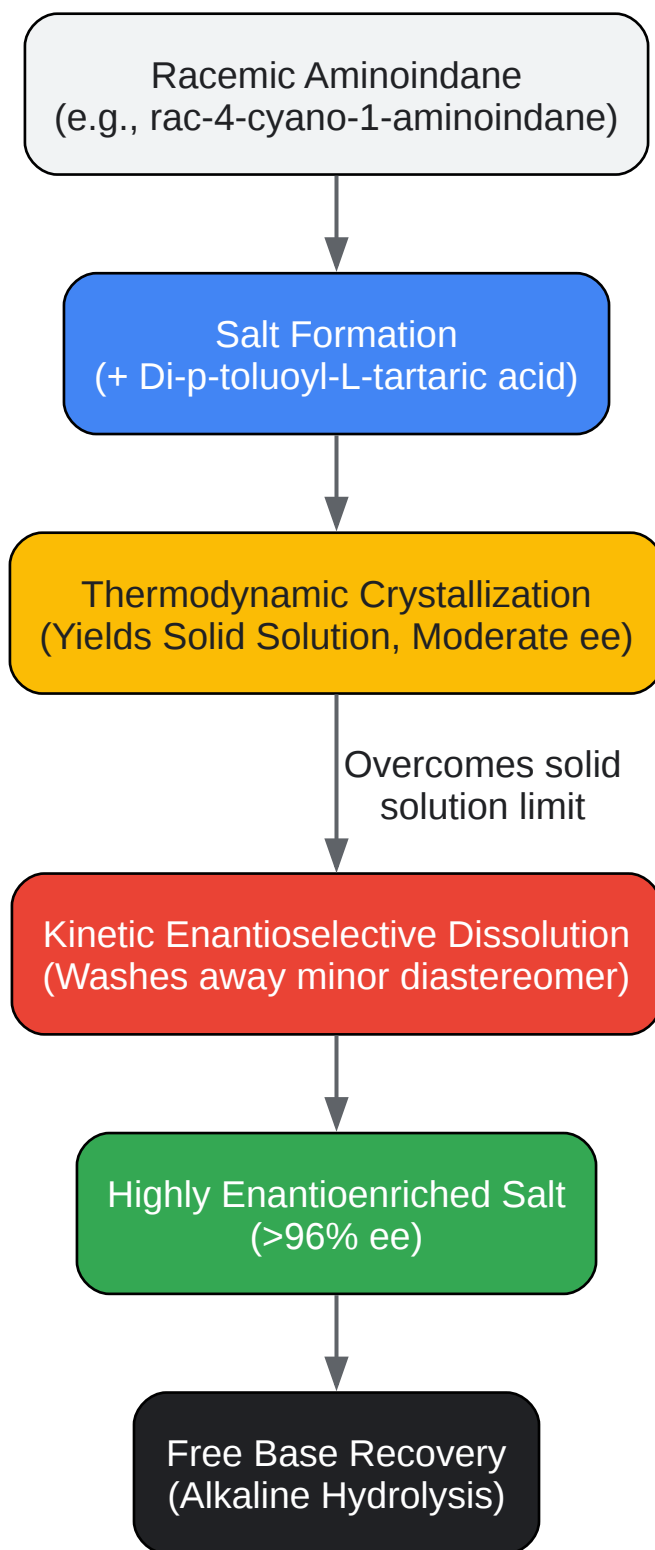 Racemic Aminoindane
(e.g., rac-4-cyano-1-aminoindane)
Salt Formation
(+ Di-p-toluoyl-L-tartaric acid)
Thermodynamic Crystallization
(Yields Solid Solution, Moderate ee)
Overcomes solid
solution limit
Kinetic Enantioselective Dissolution
(Washes away minor diastereomer)
Highly Enantioenriched Salt
(>96% ee)
Free Base Recovery
(Alkaline Hydrolysis)